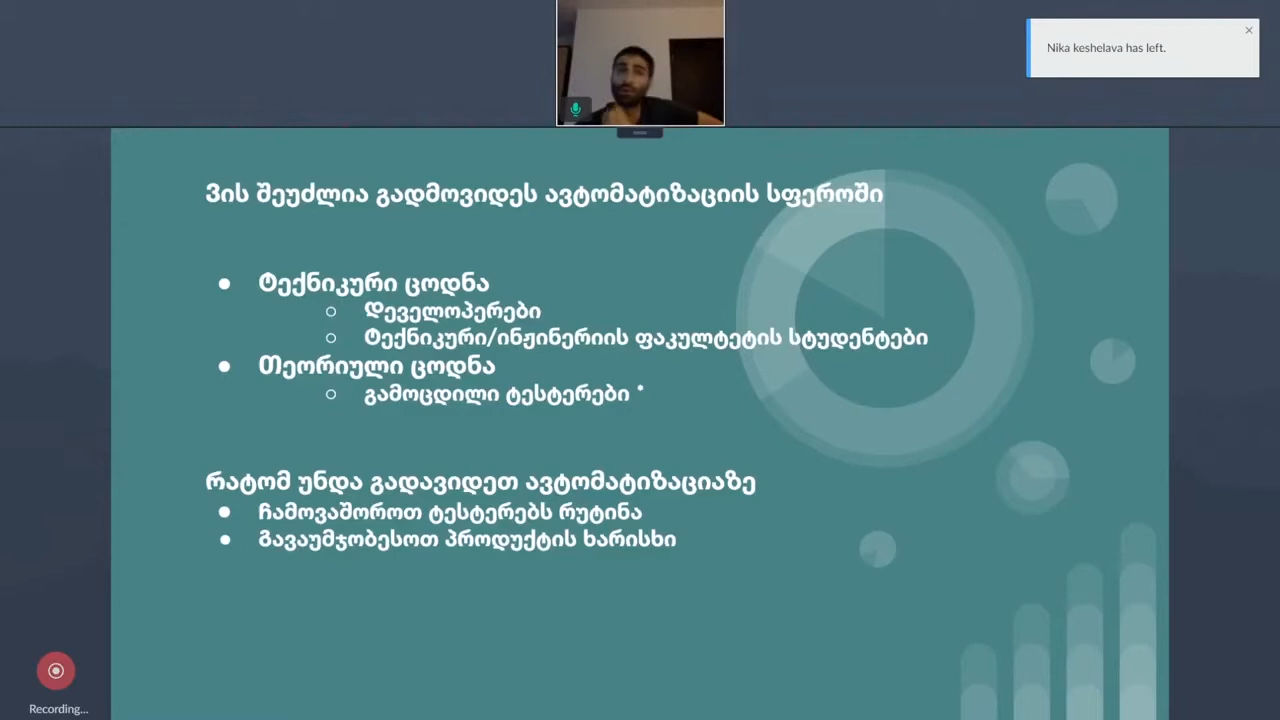 Nika keshelava has left.
ვის შეუძლია გადმოვიდეს ავტომატიზაციის სფეროში
● ტექნიკური ცოდნა
○ დეველოპერები
○ ტექნიკური/ინჟინერიის ფაკულტეტის სტუდენტები
● თეორიული ცოდნა
○ გამოცდილი ტესტერები *
რატომ უნდა გადავიდეთ ავტომატიზაციაზე
● ჩამოვაშოროთ ტესტერებს რუტინა
● გავაუმჯობესოთ პროდუქტის ხარისხი
Recording...